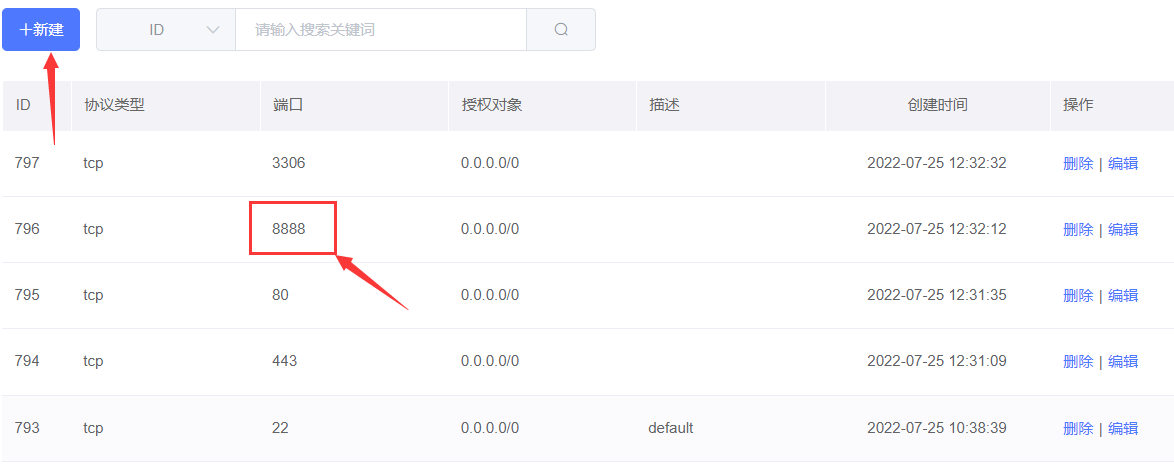 ＋新建 ID 请输入搜索关键词
ID 协议类型 端口 授权对象 描述 创建时间 操作
797 tcp 3306 0.0.0.0/0 2022-07-25 12:32:32 删除 | 编辑
796 tcp 8888 0.0.0.0/0 2022-07-25 12:32:12 删除 | 编辑
795 tcp 80 0.0.0.0/0 2022-07-25 12:31:35 删除 | 编辑
794 tcp 443 0.0.0.0/0 2022-07-25 12:31:09 删除 | 编辑
793 tcp 22 0.0.0.0/0 default 2022-07-25 10:38:39 删除 | 编辑